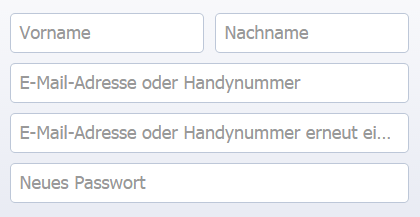 Vorname Nachname
E-Mail-Adresse oder Handynummer
E-Mail-Adresse oder Handynummer erneut ei...
Neues Passwort